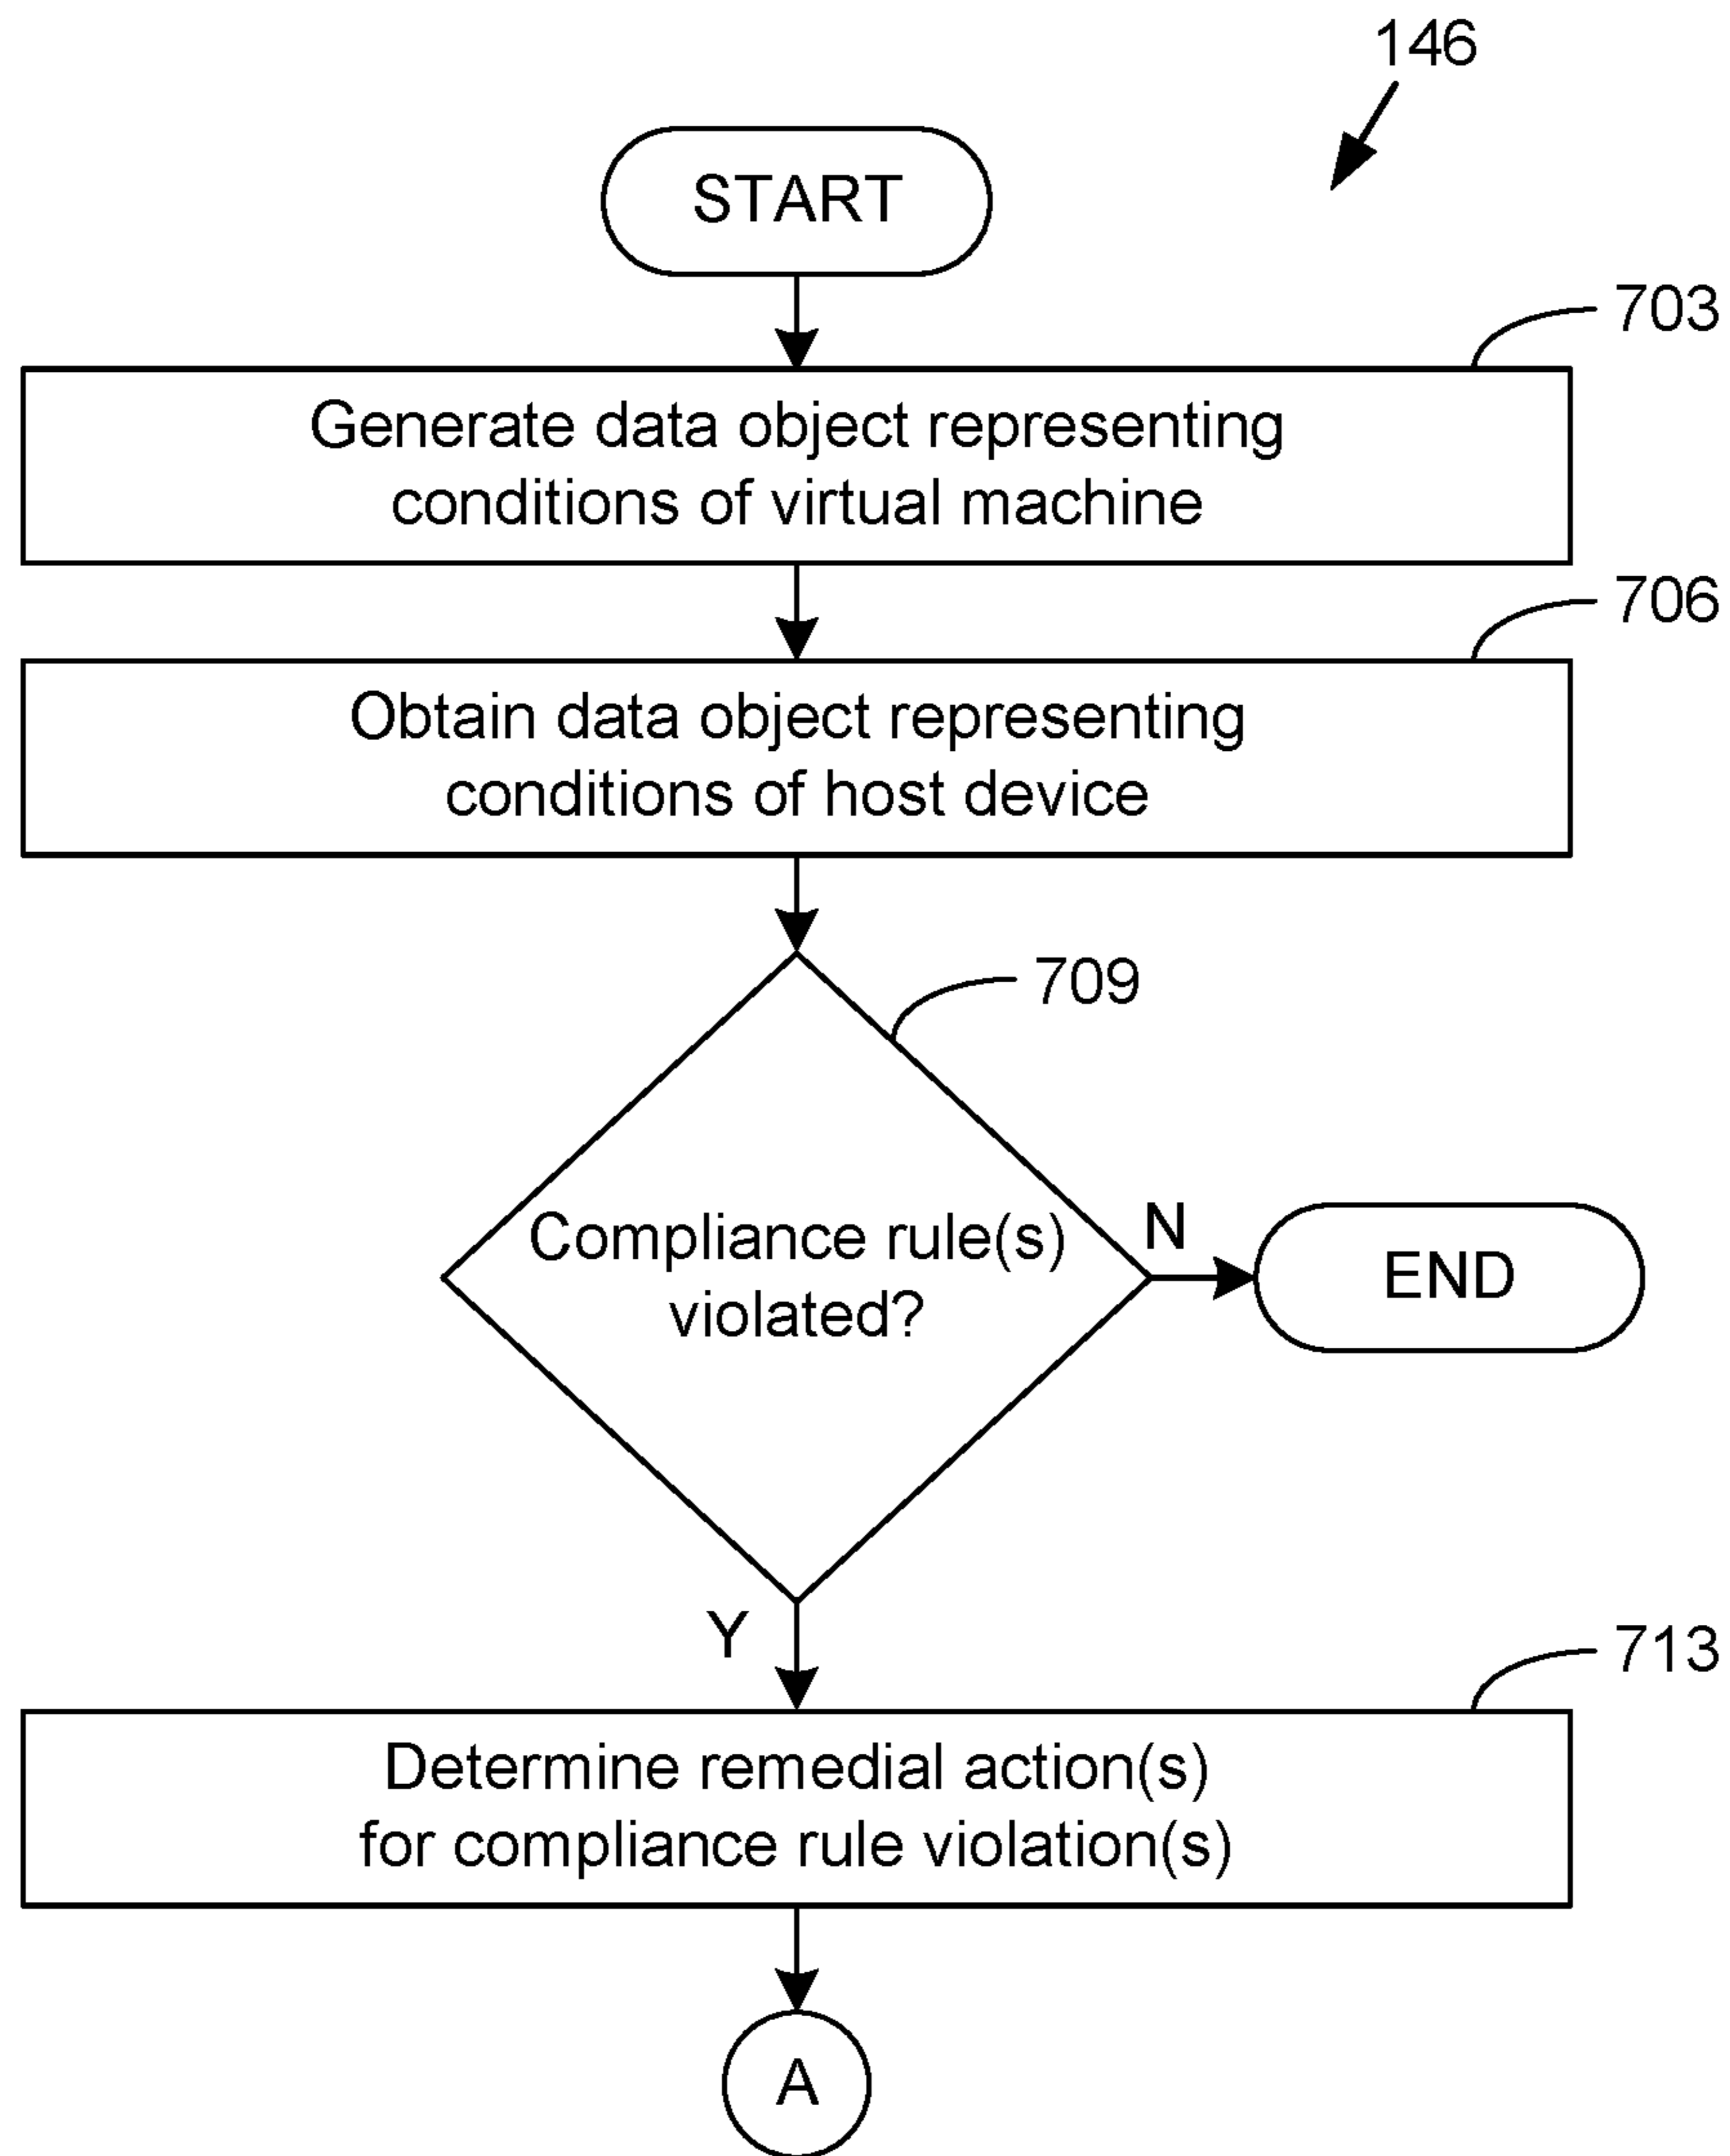 146
START
703
Generate data object representing
conditions of virtual machine
706
Obtain data object representing
conditions of host device
709
Compliance rule(s)
violated?
N
END
Y
713
Determine remedial action(s)
for compliance rule violation(s)
A